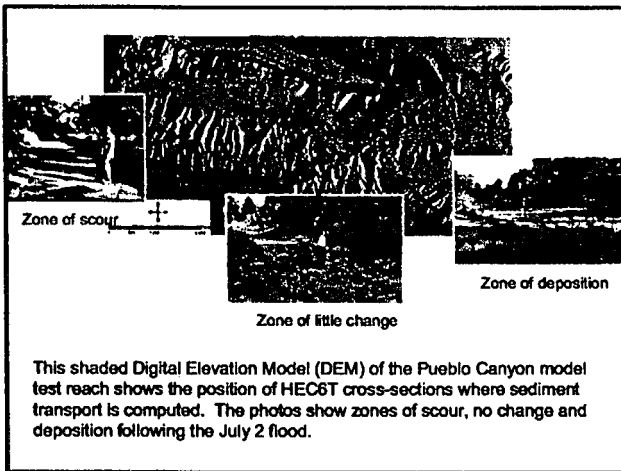 Zone of scour
Zone of deposition
Zone of little change
This shaded Digital Elevation Model (DEM) of the Pueblo Canyon model
test reach shows the position of HEC6T cross-sections where sediment
transport is computed. The photos show zones of scour, no change and
deposition following the July 2 flood.